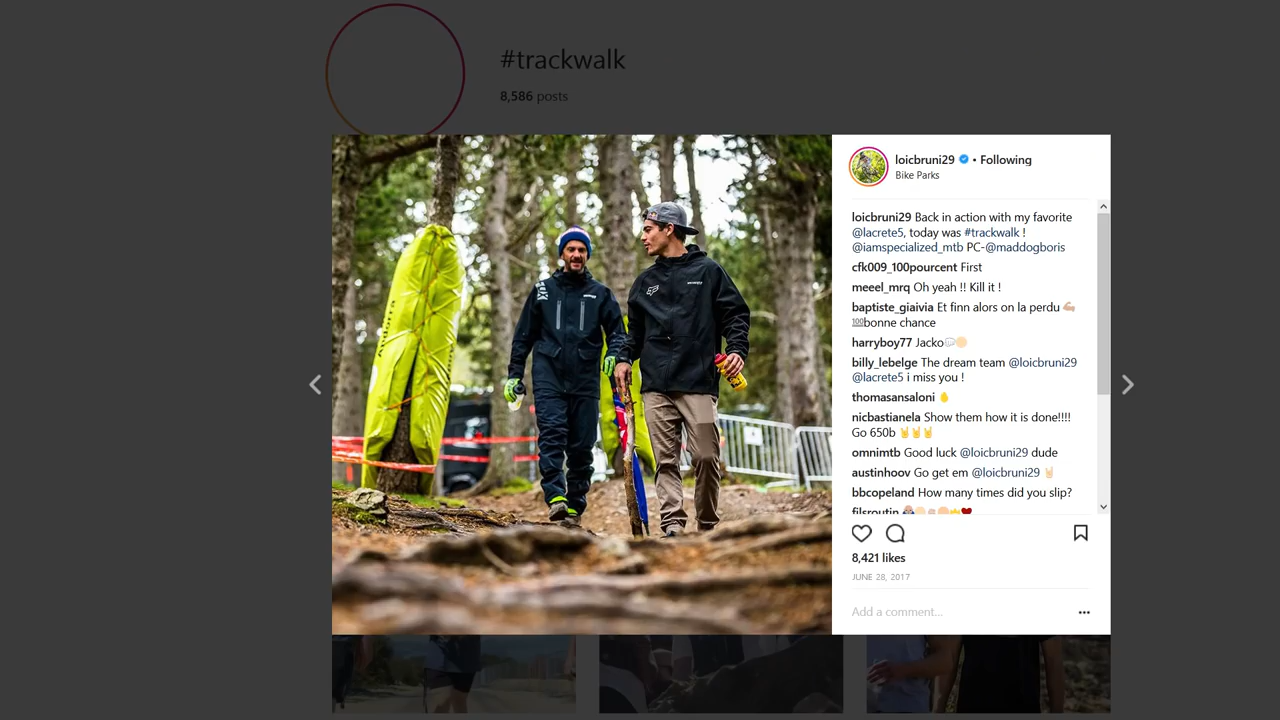 #trackwalk
8,586 posts
loicbruni29 • Following
Bike Parks
loicbruni29 Back in action with my favorite
@lacrete5, today was #trackwalk !
@iamspecialized_mtb PC-@maddogboris
cfk009_100pourcent First
meeel_mrq Oh yeah !! Kill it !
baptiste_giaivia Et finn alors on la perdu 💪🏼
💯bonne chance
harryboy77 Jacko
billy_lebelge The dream team @loicbruni29
@lacrete5 i miss you !
thomasansaloni
nicbastianela Show them how it is done!!!!
Go 650b 🤘🤘🤘
omnimtb Good luck @loicbruni29 dude
austinhoov Go get em @loicbruni29 🤘🏻
bbcopeland How many times did you slip?
filsroutin
8,421 likes
JUNE 28, 2017
Add a comment...
FOX
FOX